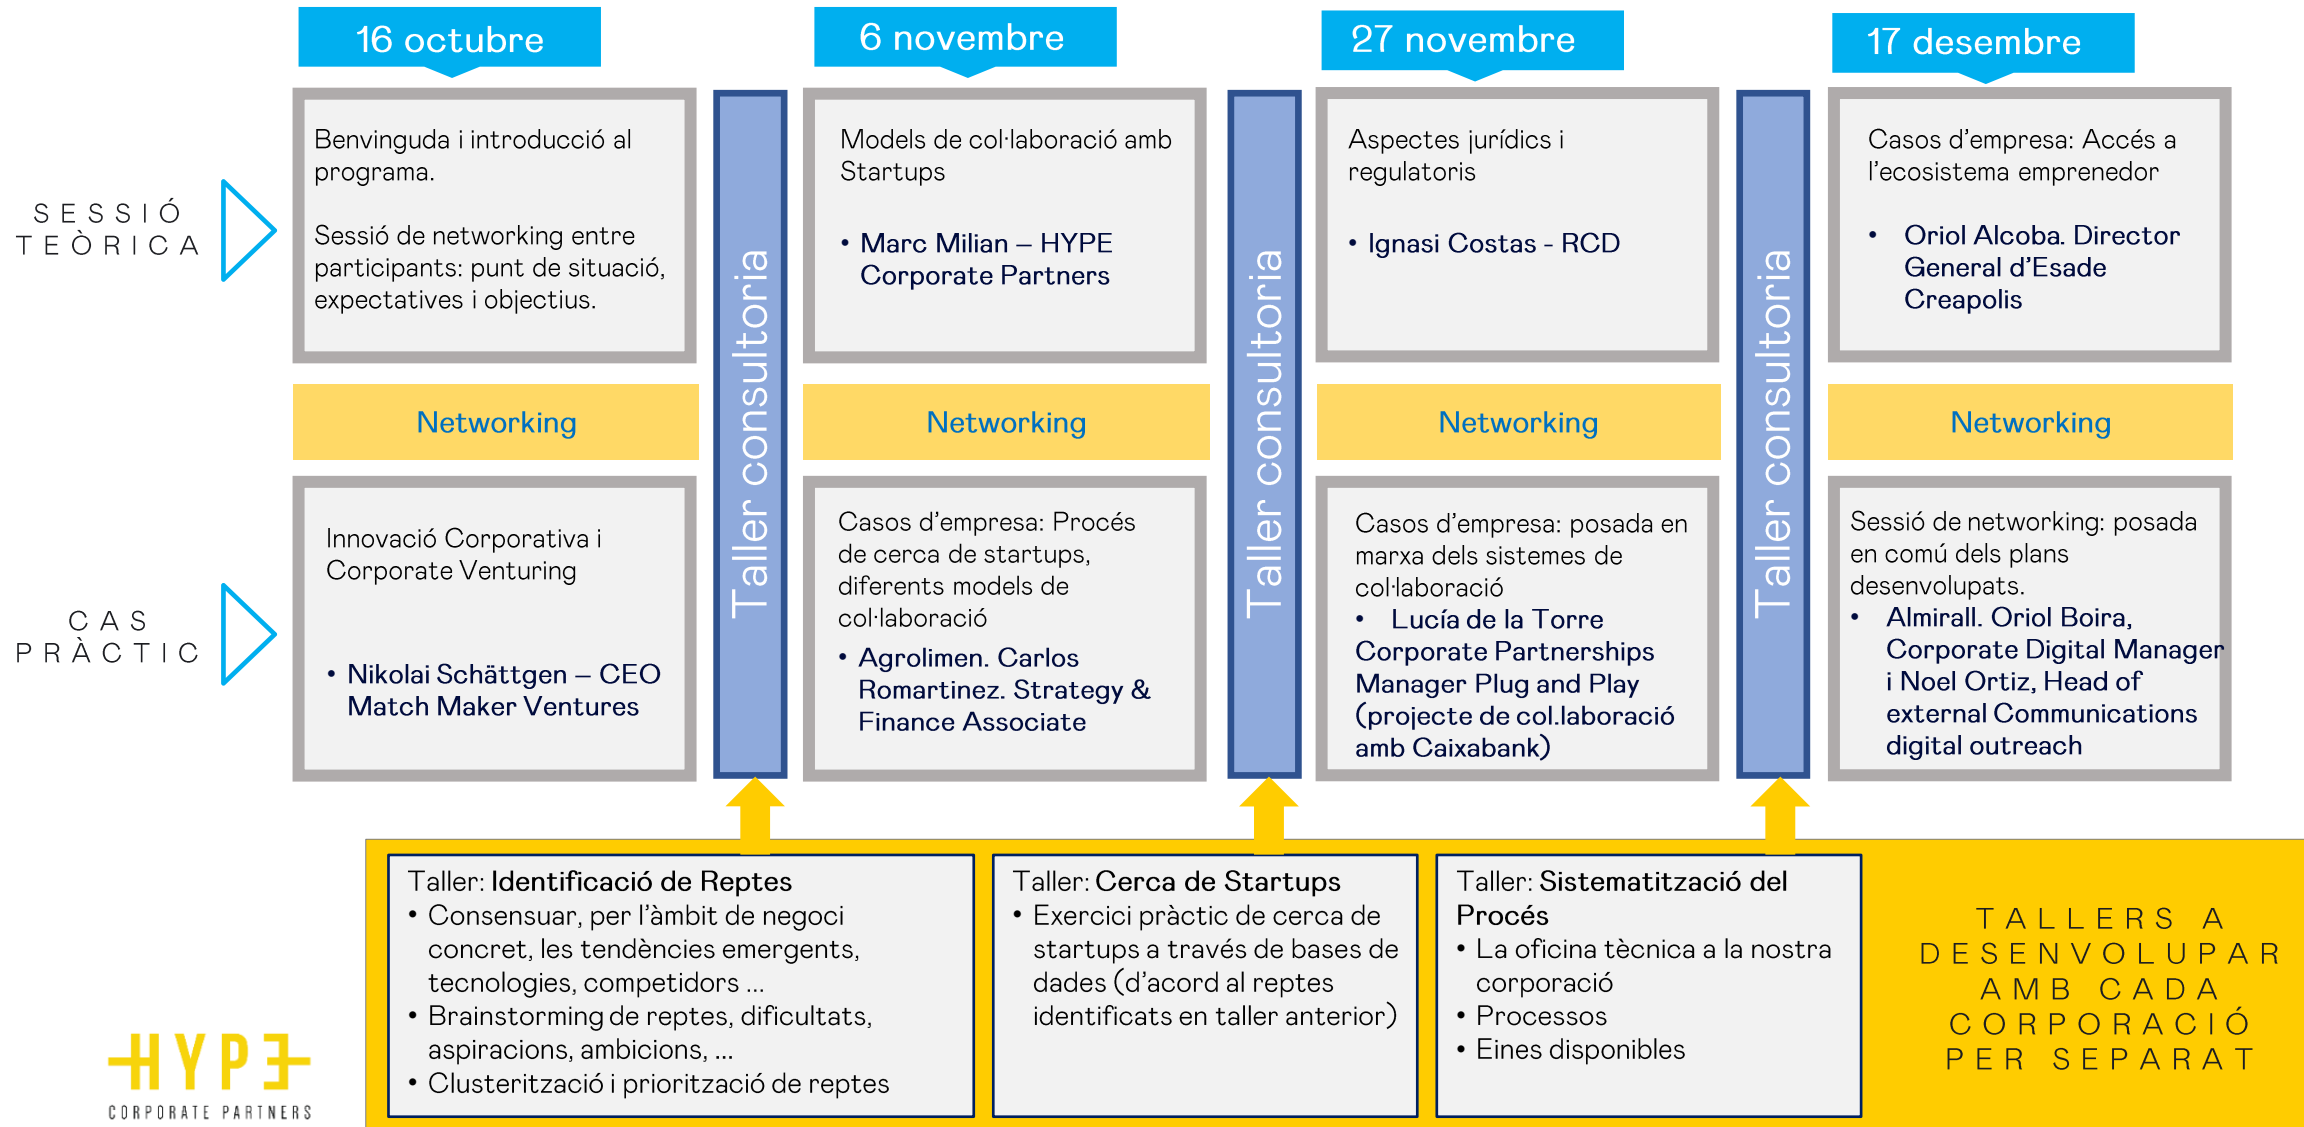 16 octubre
6 novembre
27 novembre
17 desembre
SESSIÓ
TEÒRICA
Benvinguda i introducció al
programa.
Sessió de networking entre
participants: punt de situació,
expectatives i objectius.
Taller consultoria
Models de col·laboració amb
Startups
• Marc Milian – HYPE
Corporate Partners
Taller consultoria
Aspectes jurídics i
regulatoris
• Ignasi Costas - RCD
Taller consultoria
Casos d'empresa: Accés a
l'ecosistema emprenedor
• Oriol Alcoba. Director
General d'Esade
Creapolis
Networking
Networking
Networking
Networking
CAS
PRÀCTIC
Innovació Corporativa i
Corporate Venturing
• Nikolai Schättgen – CEO
Match Maker Ventures
Casos d'empresa: Procés
de cerca de startups,
diferents models de
col·laboració
• Agrolimen. Carlos
Romartinez. Strategy &
Finance Associate
Casos d'empresa: posada en
marxa dels sistemes de
col·laboració
• Lucía de la Torre
Corporate Partnerships
Manager Plug and Play
(projecte de col.laboració
amb Caixabank)
Sessió de networking: posada
en comú dels plans
desenvolupats.
• Almirall. Oriol Boira,
Corporate Digital Manager
i Noel Ortiz, Head of
external Communications
digital outreach
Taller: Identificació de Reptes
• Consensuar, per l'àmbit de negoci
concret, les tendències emergents,
tecnologies, competidors ...
• Brainstorming de reptes, dificultats,
aspiracions, ambicions, ...
• Clusterització i priorització de reptes
Taller: Cerca de Startups
• Exercici pràctic de cerca de
startups a través de bases de
dades (d'acord al reptes
identificats en taller anterior)
Taller: Sistematització del
Procés
• La oficina tècnica a la nostra
corporació
• Processos
• Eines disponibles
TALLERS A
DESENVOLUPAR
AMB CADA
CORPORACIÓ
PER SEPARAT
HYPE
CORPORATE PARTNERS